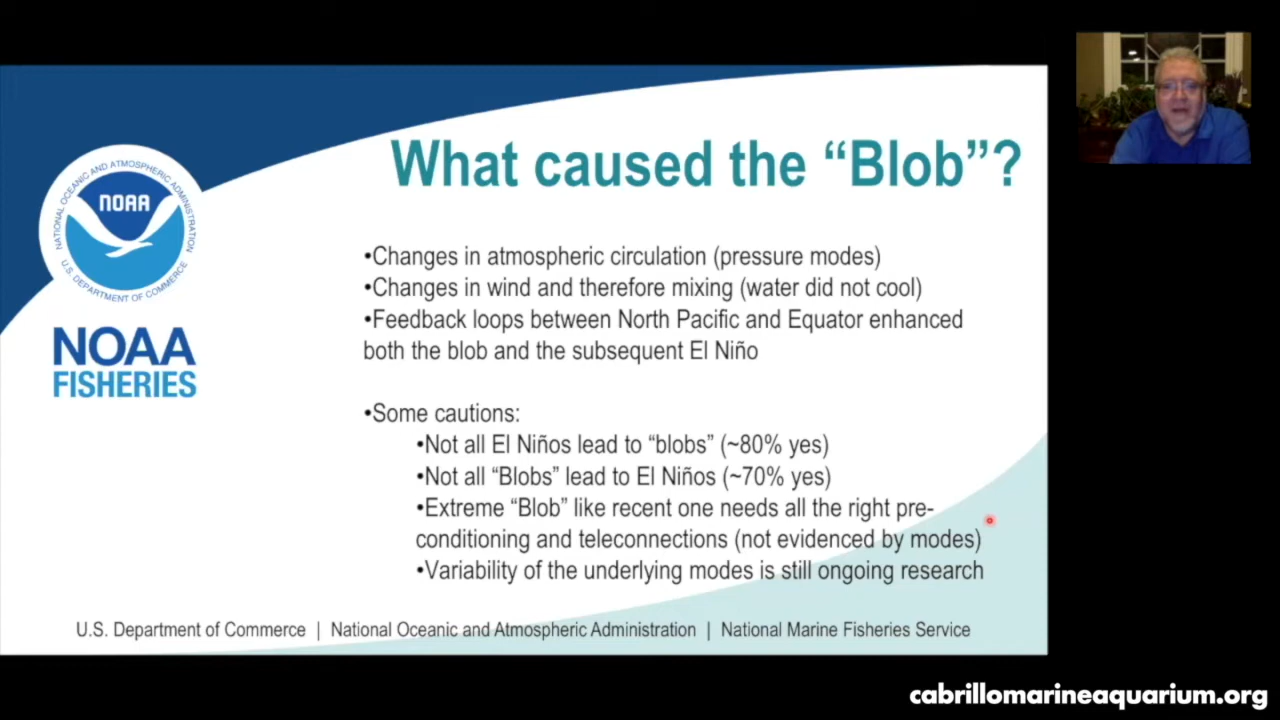 What caused the “Blob”?
NATIONAL OCEANIC AND ATMOSPHERIC ADMINISTRATION
U.S. DEPARTMENT OF COMMERCE
NOAA
NOAA
FISHERIES
•Changes in atmospheric circulation (pressure modes)
•Changes in wind and therefore mixing (water did not cool)
•Feedback loops between North Pacific and Equator enhanced
both the blob and the subsequent El Niño
•Some cautions:
•Not all El Niños lead to “blobs” (~80% yes)
•Not all “Blobs” lead to El Niños (~70% yes)
•Extreme “Blob” like recent one needs all the right pre-
conditioning and teleconnections (not evidenced by modes)
•Variability of the underlying modes is still ongoing research
U.S. Department of Commerce | National Oceanic and Atmospheric Administration | National Marine Fisheries Service
cabrillomarineaquarium.org